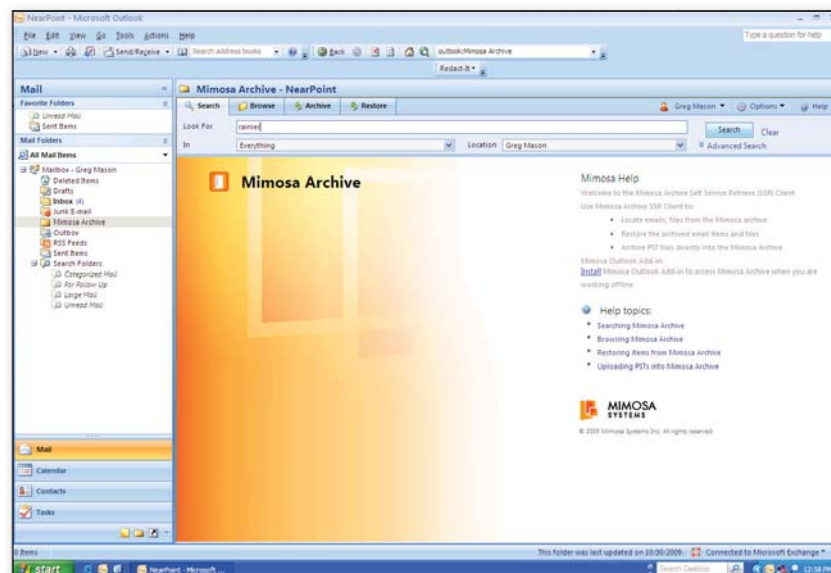 NearPoint - Microsoft Outlook
File Edit View Go Tools Actions Help
Type a question for help
New Send/Receive Search address books Back outlook:Mimosa Archive
Redact-It
Mail
Mimosa Archive - NearPoint
Favorite Folders
Search Browse Archive Restore Greg Mason Options Help
Unread Mail
Sent Items
Look For rainier Search Clear
Mail Folders
In Everything Location Greg Mason Advanced Search
All Mail Items
Mailbox - Greg Mason
Deleted Items
Drafts
Inbox (4)
Junk E-mail
Mimosa Archive
Outbox
RSS Feeds
Sent Items
Search Folders
Categorized Mail
For Follow Up
Large Mail
Unread Mail
Mimosa Archive
Mimosa Help
Welcome to the Mimosa Archive Self Service Retrieve (SSR) Client
Use Mimosa Archive SSR Client to:
• Locate emails, files from the Mimosa archive
• Restore the archived email items and files
• Archive PST files directly into the Mimosa Archive
Mimosa Outlook Add-in:
Install Mimosa Outlook Add-in to access Mimosa Archive when you are
working offline
Help topics:
• Searching Mimosa Archive
• Browsing Mimosa Archive
• Restoring items from Mimosa Archive
• Uploading PSTs into Mimosa Archive
MIMOSA
SYSTEMS
© 2009 Mimosa Systems Inc. All rights reserved
Mail
Calendar
Contacts
Tasks
0 Items
This folder was last updated on 10/30/2009. Connected to Microsoft Exchange
start NearPoint - Microsoft ... Search Desktop 12:58 PM